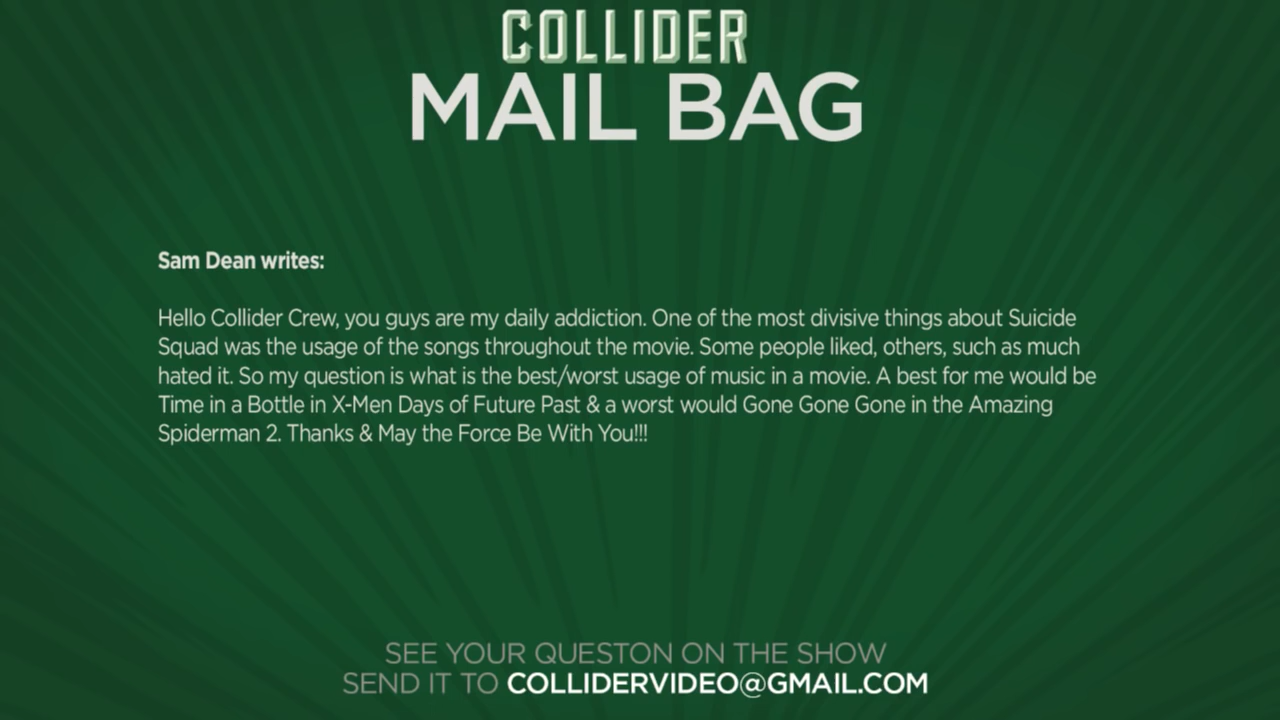 COLLIDER
MAIL BAG
Sam Dean writes:
Hello Collider Crew, you guys are my daily addiction. One of the most divisive things about Suicide
Squad was the usage of the songs throughout the movie. Some people liked, others, such as much
hated it. So my question is what is the best/worst usage of music in a movie. A best for me would be
Time in a Bottle in X-Men Days of Future Past & a worst would Gone Gone Gone in the Amazing
Spiderman 2. Thanks & May the Force Be With You!!!
SEE YOUR QUESTON ON THE SHOW
SEND IT TO COLLIDERVIDEO@GMAIL.COM